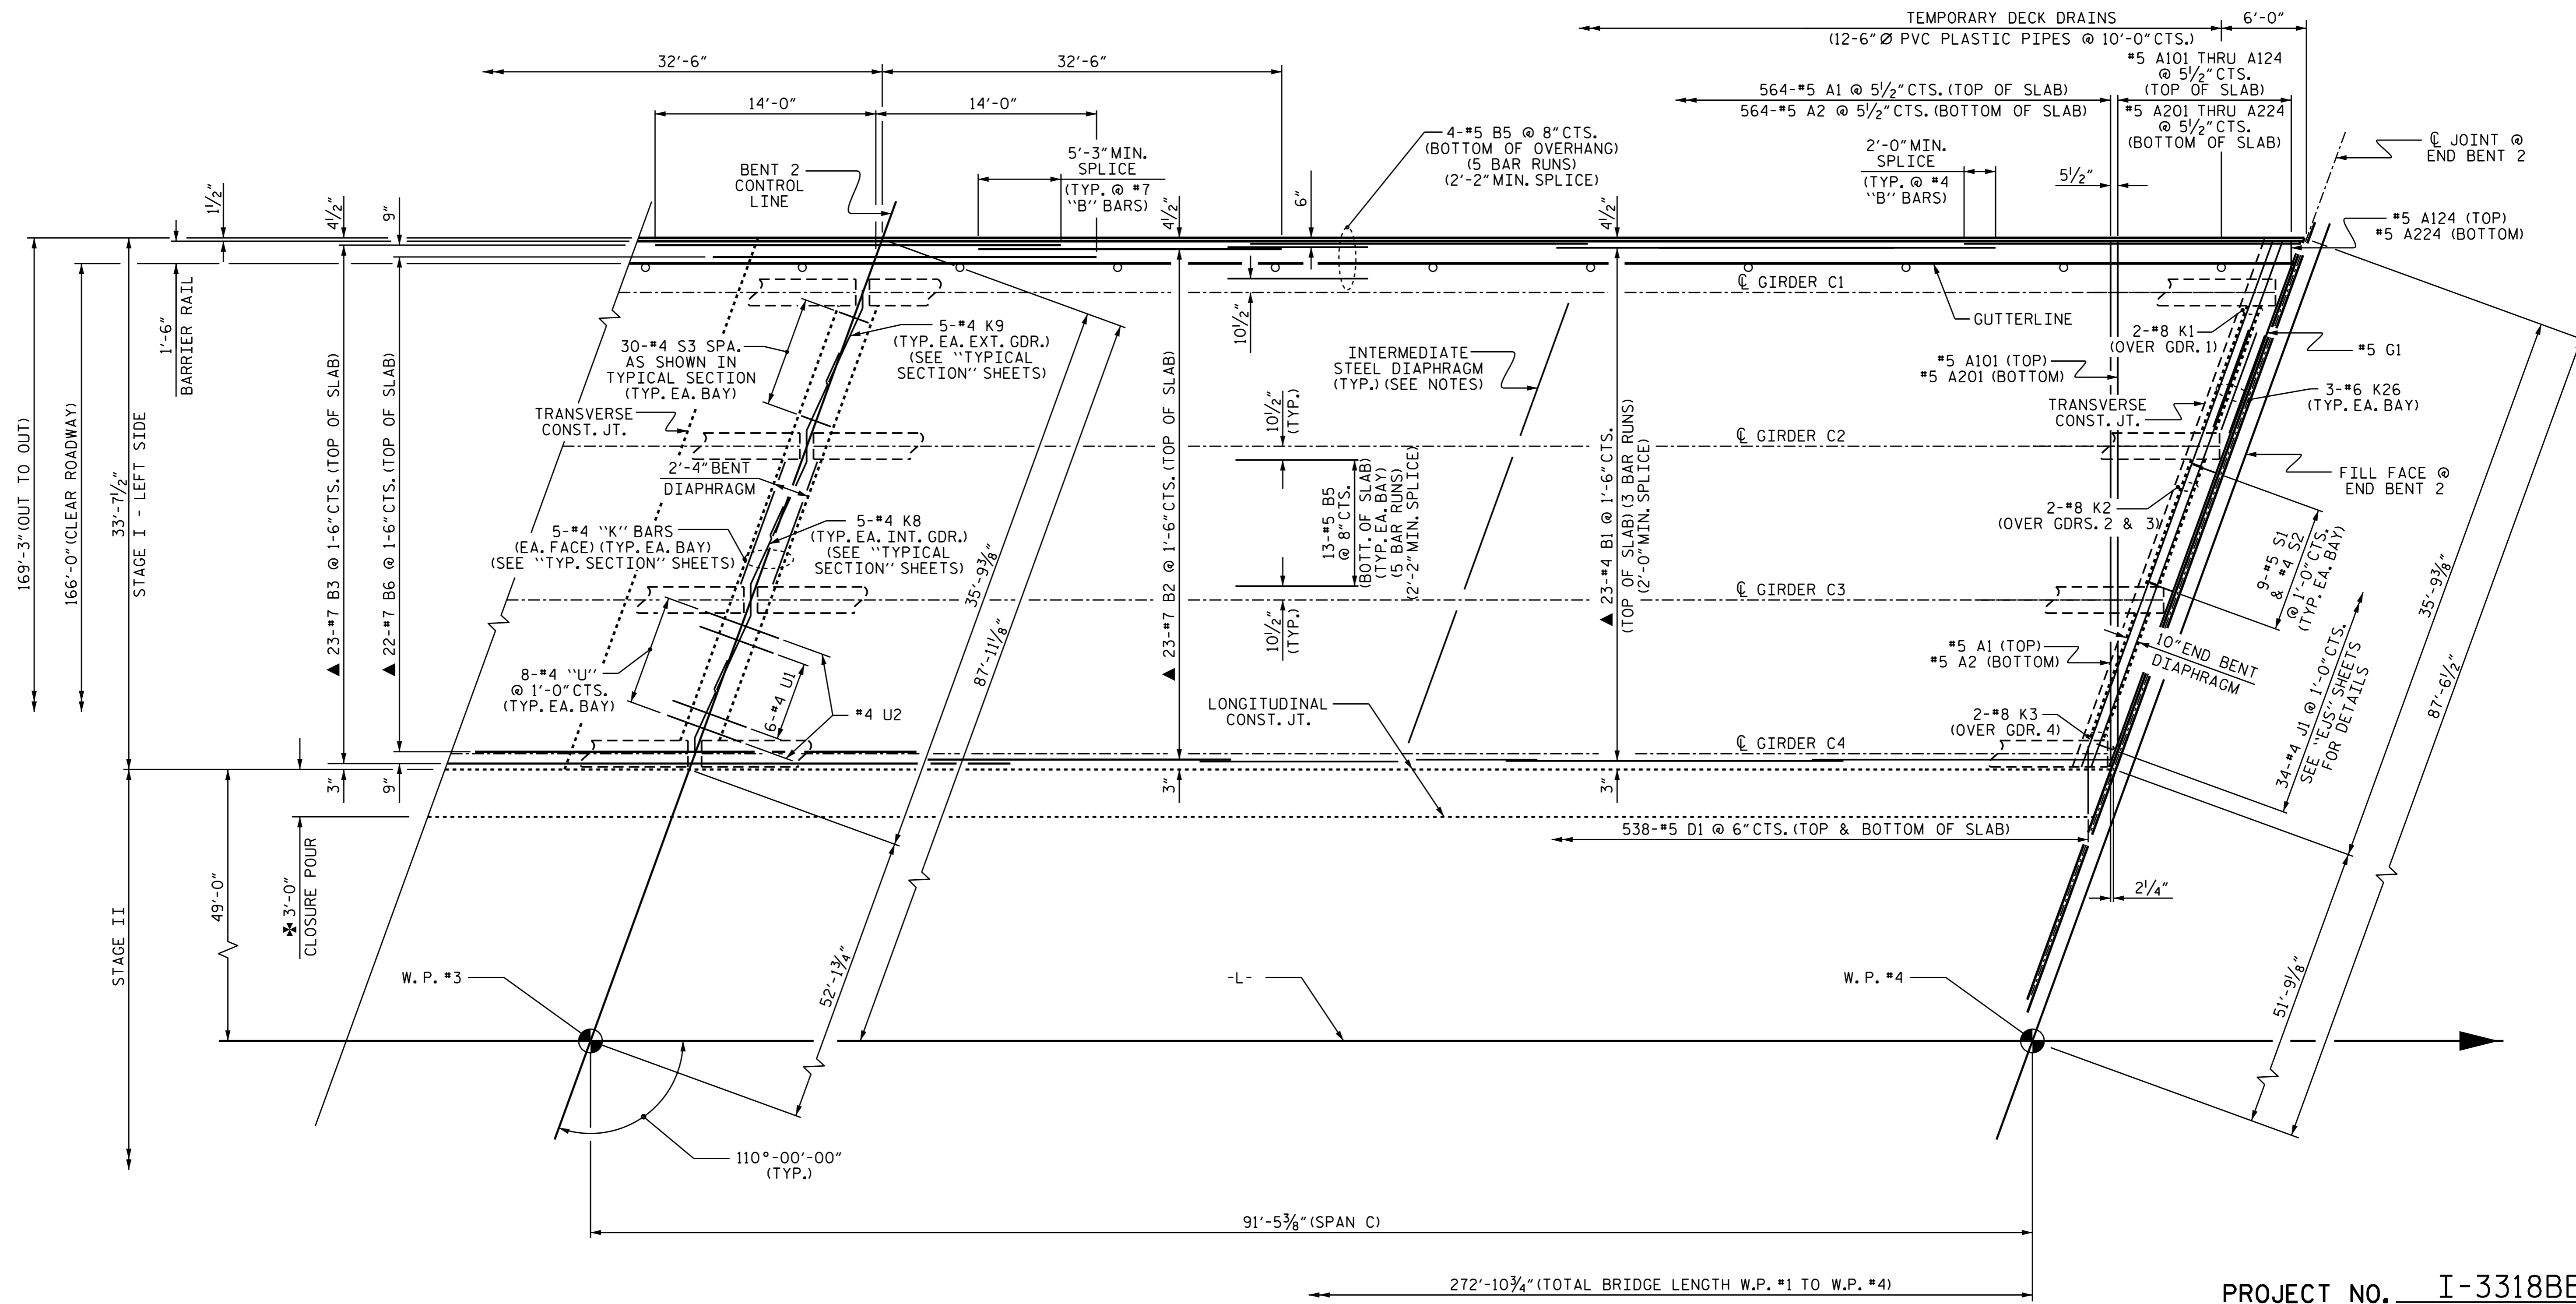 TEMPORARY DECK DRAINS
(12-6"Ø PVC PLASTIC PIPES @ 10'-0"CTS.)
6'-0"
32'-6"
32'-6"
14'-0"
14'-0"
#5 A101 THRU A124
@ 5½"CTS.
(TOP OF SLAB)
564-#5 A1 @ 5½"CTS.(TOP OF SLAB)
564-#5 A2 @ 5½"CTS.(BOTTOM OF SLAB)
#5 A201 THRU A224
@ 5½"CTS.
(BOTTOM OF SLAB)
4-#5 B5 @ 8"CTS.
(BOTTOM OF OVERHANG)
(5 BAR RUNS)
(2'-2"MIN. SPLICE)
5'-3"MIN.
SPLICE
(TYP. @ #7
"B" BARS)
2'-0"MIN.
SPLICE
(TYP. @ #4
"B" BARS)
5½"
℄ JOINT @
END BENT 2
BENT 2
CONTROL
LINE
1½"
4½"
9"
4½"
6"
4½"
#5 A124 (TOP)
#5 A224 (BOTTOM)
1'-6"
BARRIER RAIL
169'-3"(OUT TO OUT)
166'-0"(CLEAR ROADWAY)
33'-7½"
STAGE I - LEFT SIDE
▲ 23-#7 B3 @ 1-6"CTS.(TOP OF SLAB)
▲ 22-#7 B6 @ 1-6"CTS.(TOP OF SLAB)
℄ GIRDER C1
GUTTERLINE
5-#4 K9
(TYP. EA. EXT. GDR.)
(SEE "TYPICAL
SECTION" SHEETS)
30-#4 S3 SPA.
AS SHOWN IN
TYPICAL SECTION
(TYP. EA. BAY)
TRANSVERSE
CONST. JT.
10½"
INTERMEDIATE
STEEL DIAPHRAGM
(TYP.) (SEE NOTES)
2-#8 K1
(OVER GDR. 1)
#5 G1
#5 A101 (TOP)
#5 A201 (BOTTOM)
3-#6 K26
(TYP. EA. BAY)
TRANSVERSE
CONST. JT.
10½"
(TYP.)
℄ GIRDER C2
2'-4"BENT
DIAPHRAGM
▲ 23-#7 B2 @ 1'-6"CTS.(TOP OF SLAB)
13-#5 B5
@ 8"CTS.
(BOTT. OF SLAB)
(TYP. EA. BAY)
(5 BAR RUNS)
(2'-2"MIN. SPLICE)
▲ 23-#4 B1 @ 1'-6"CTS.
(TOP OF SLAB) (3 BAR RUNS)
(2'-0"MIN. SPLICE)
FILL FACE @
END BENT 2
2-#8 K2
(OVER GDRS. 2 & 3)
5-#4 "K" BARS
(EA. FACE) (TYP. EA. BAY)
(SEE "TYP. SECTION" SHEETS)
5-#4 K8
(TYP. EA. INT. GDR.)
(SEE "TYPICAL
SECTION" SHEETS)
35'-9⅜"
87'-11⅛"
9-#5 S1
& #4 S2
@ 1'-0"CTS.
(TYP. EA. BAY)
35'-9⅜"
87'-6½"
10½"
(TYP.)
℄ GIRDER C3
#5 A1 (TOP)
#5 A2 (BOTTOM)
10"END BENT
DIAPHRAGM
34-#4 J1 @ 1'-0"CTS.
SEE "EJS"SHEETS
FOR DETAILS
8-#4 "U"
@ 1'-0"CTS.
(TYP. EA. BAY)
6-#4 U1
#4 U2
LONGITUDINAL
CONST. JT.
2-#8 K3
(OVER GDR. 4)
℄ GIRDER C4
3"
9"
3"
3"
538-#5 D1 @ 6"CTS.(TOP & BOTTOM OF SLAB)
2¼"
STAGE II
49'-0"
✠ 3'-0"
CLOSURE POUR
52'-1¾"
51'-9⅛"
W.P. #3
-L-
W.P. #4
110°-00'-00"
(TYP.)
91'-5⅜"(SPAN C)
272'-10¾"(TOTAL BRIDGE LENGTH W.P. #1 TO W.P. #4)
PROJECT NO. I-3318BB